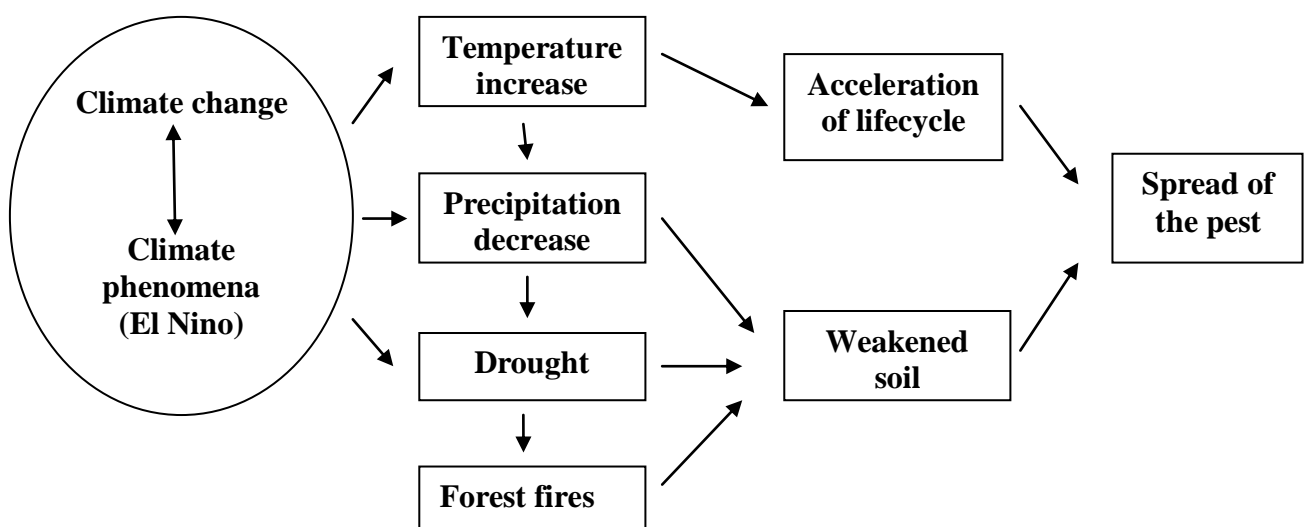 Climate change
Climate
phenomena
(El Nino)
Temperature
increase
Precipitation
decrease
Drought
Forest fires
Acceleration
of lifecycle
Weakened
soil
Spread of
the pest